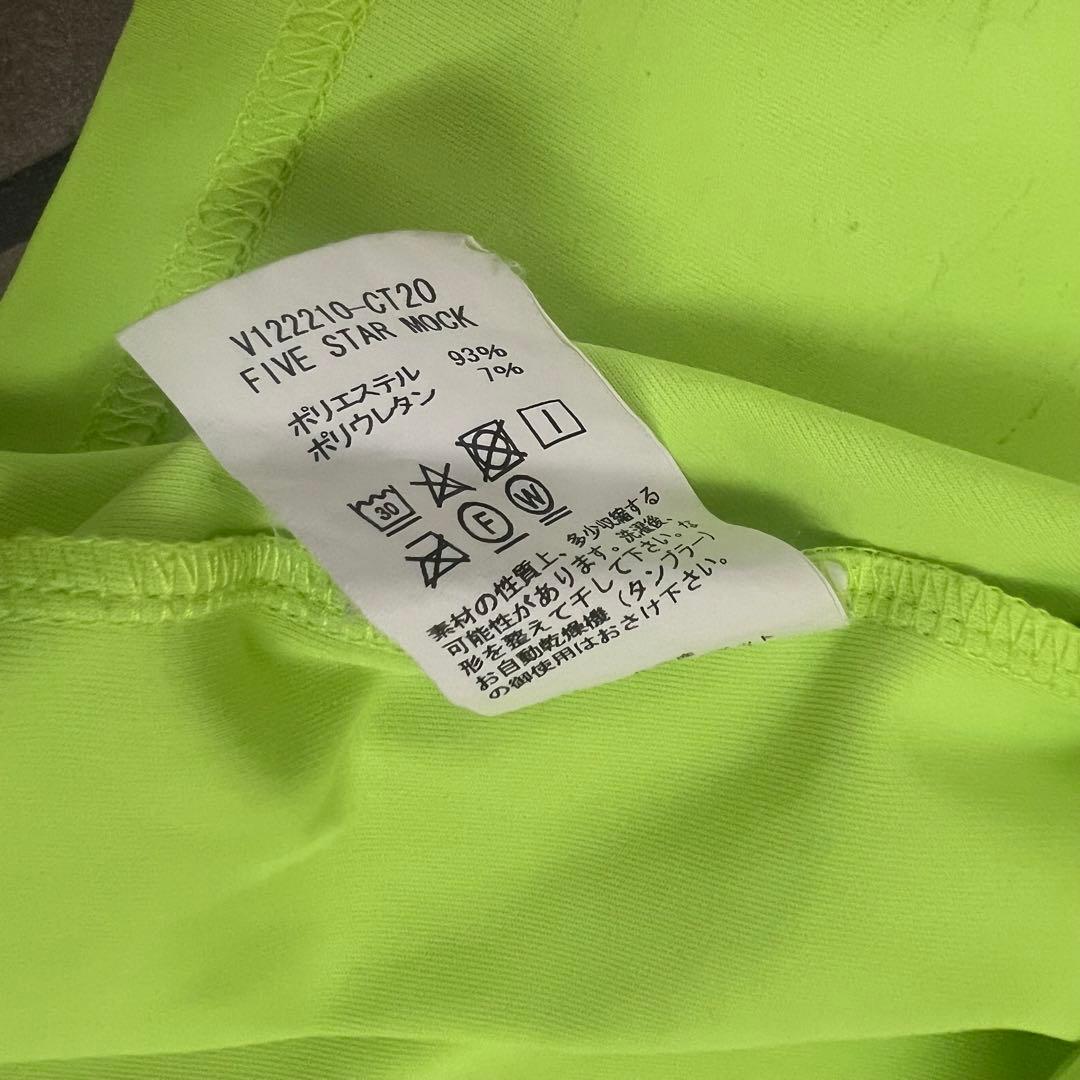 V122210-CT20
FIVE STAR MOCK
ポリエステル 93%
ポリウレタン 7%
30
F W
素材の性質上、多少収縮する
可能性があります。洗濯後、
形を整えて干して下さい。な
お自動乾燥機(タンブラー)
の御使用はおさけ下さい。